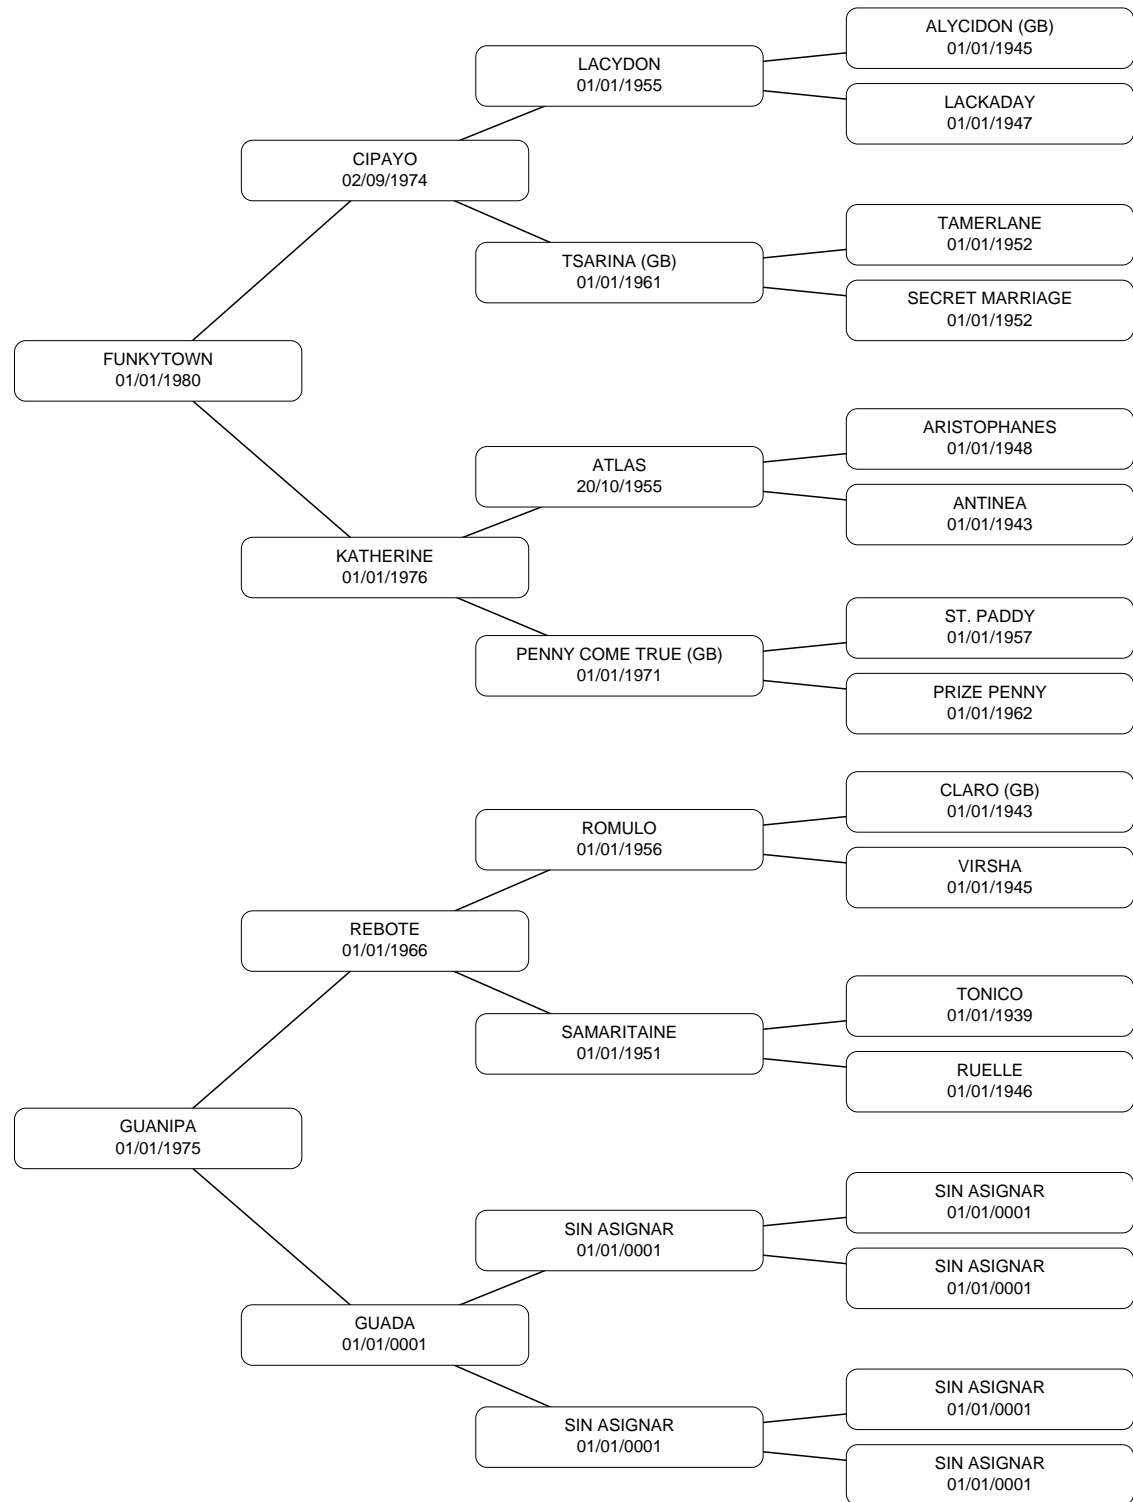 ALYCIDON (GB)
01/01/1945
LACYDON
01/01/1955
LACKADAY
01/01/1947
CIPAYO
02/09/1974
TAMERLANE
01/01/1952
TSARINA (GB)
01/01/1961
SECRET MARRIAGE
01/01/1952
FUNKYTOWN
01/01/1980
ARISTOPHANES
01/01/1948
ATLAS
20/10/1955
ANTINEA
01/01/1943
KATHERINE
01/01/1976
ST. PADDY
01/01/1957
PENNY COME TRUE (GB)
01/01/1971
PRIZE PENNY
01/01/1962
CLARO (GB)
01/01/1943
ROMULO
01/01/1956
VIRSHA
01/01/1945
REBOTE
01/01/1966
TONICO
01/01/1939
SAMARITAINE
01/01/1951
RUELLE
01/01/1946
GUANIPA
01/01/1975
SIN ASIGNAR
01/01/0001
SIN ASIGNAR
01/01/0001
SIN ASIGNAR
01/01/0001
GUADA
01/01/0001
SIN ASIGNAR
01/01/0001
SIN ASIGNAR
01/01/0001
SIN ASIGNAR
01/01/0001